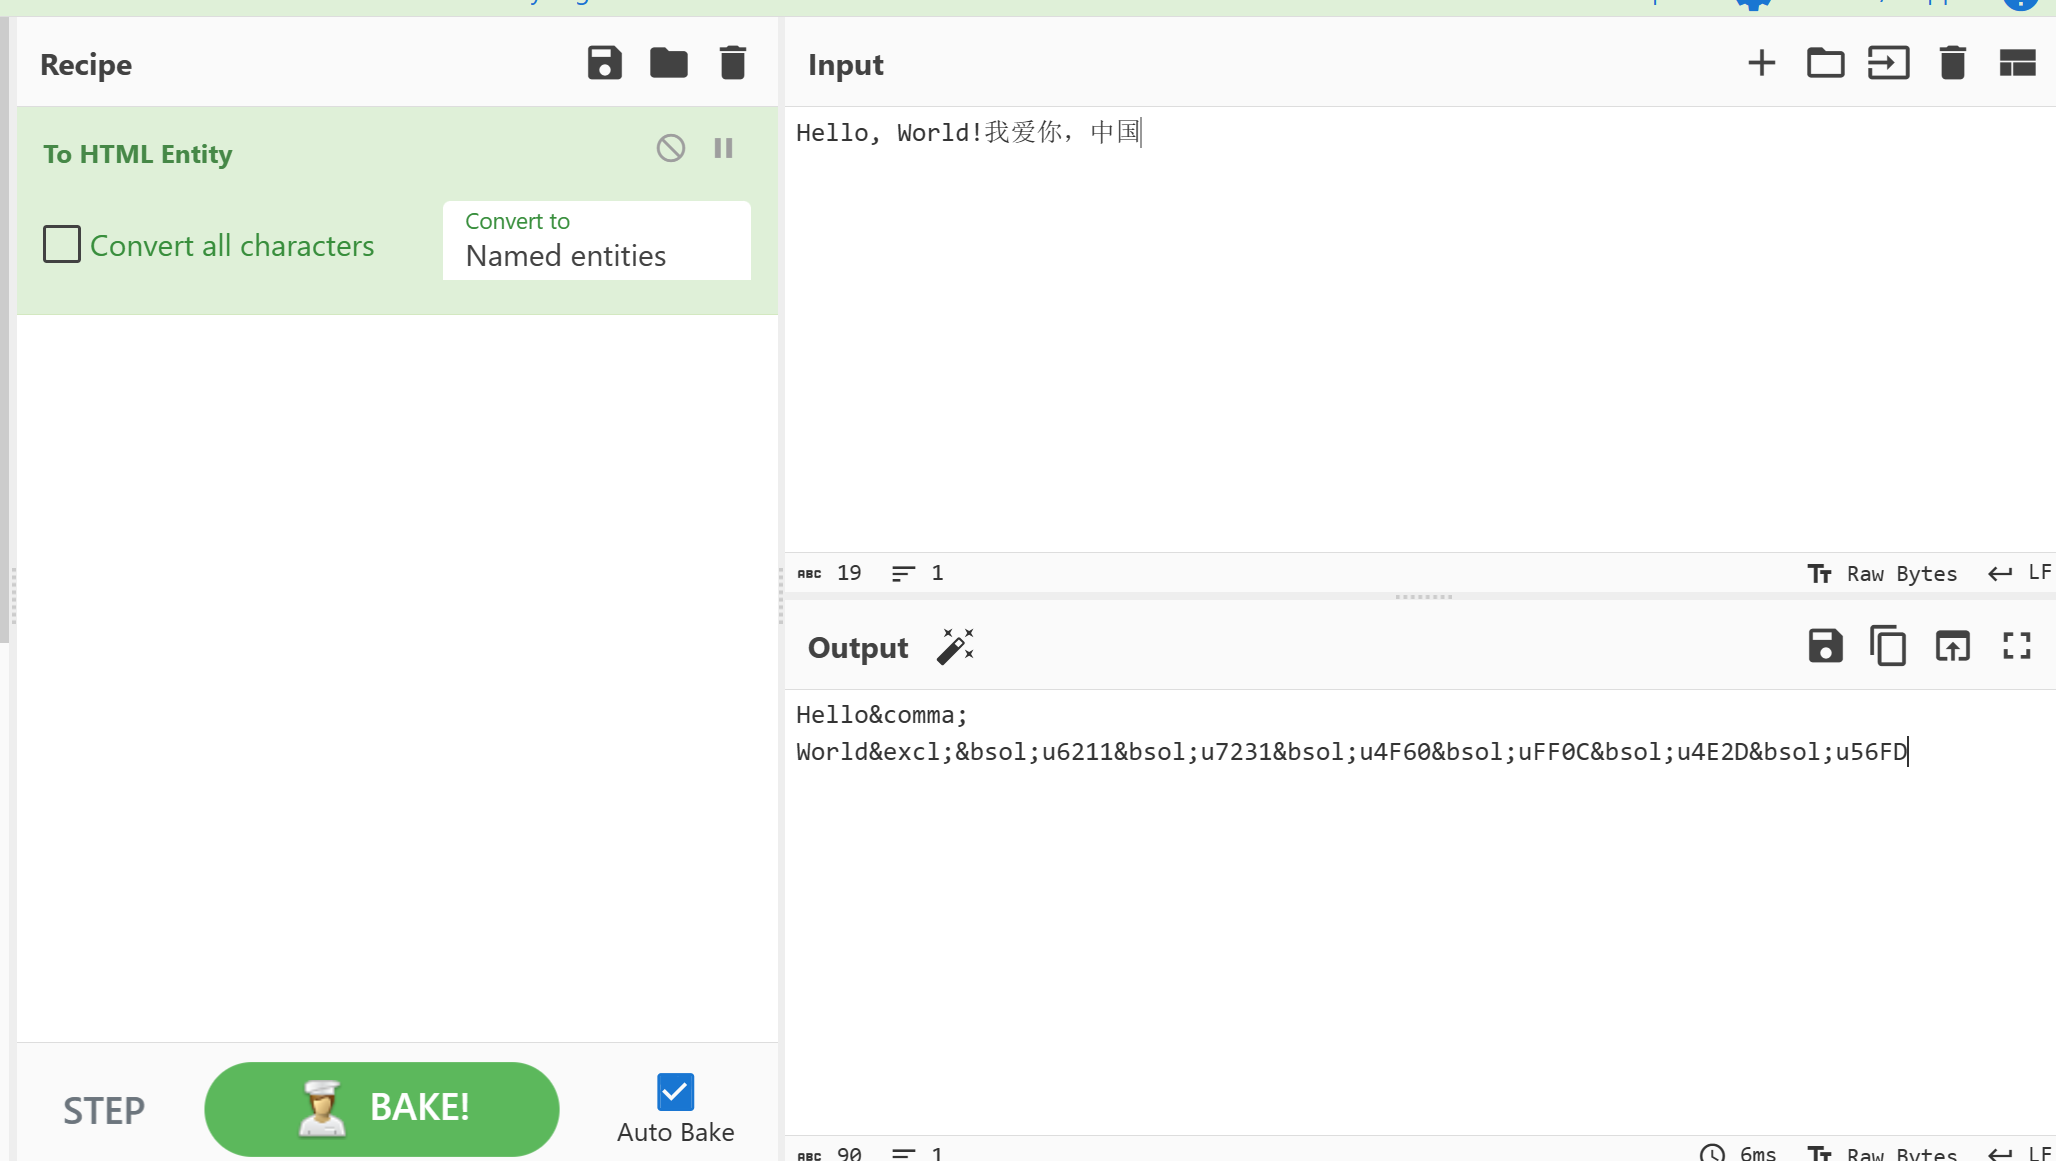 Recipe
To HTML Entity
Convert all characters
Convert to
Named entities
STEP
BAKE!
Auto Bake
Input
Hello, World!我爱你，中国
ABC 19 1
Raw Bytes LF
Output
Hello&comma;
World&excl;&bsol;u6211&bsol;u7231&bsol;u4F60&bsol;uFF0C&bsol;u4E2D&bsol;u56FD
ABC 90 1
6ms Raw Bytes LF